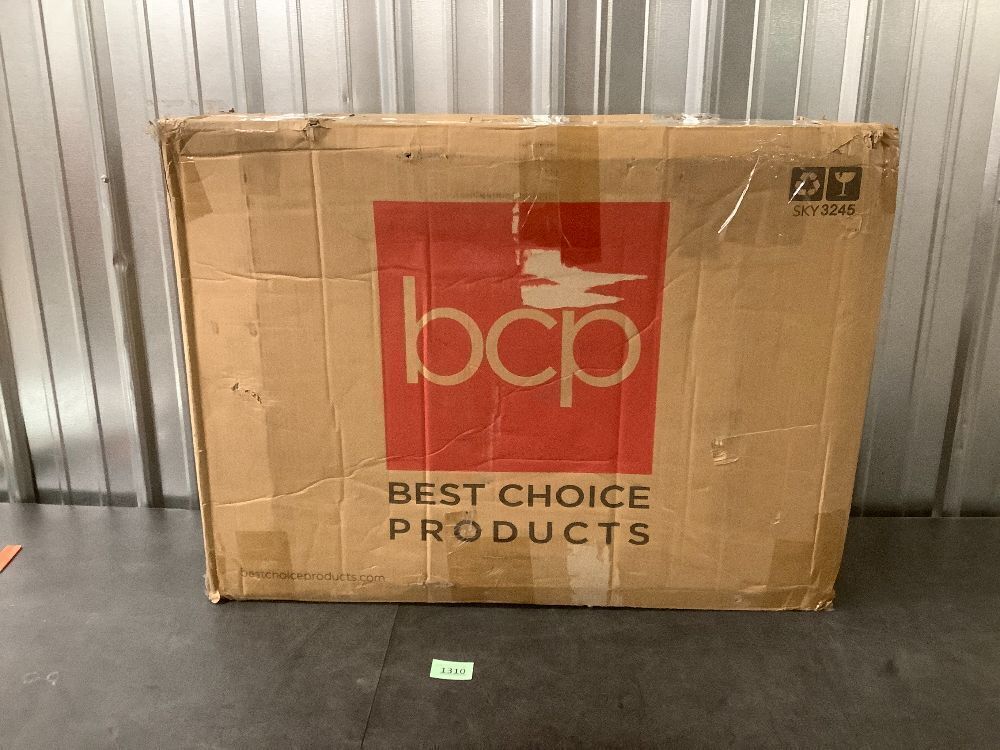 SKY3245
bcp
BEST CHOICE
PRODUCTS
bestchoiceproducts.com
1310